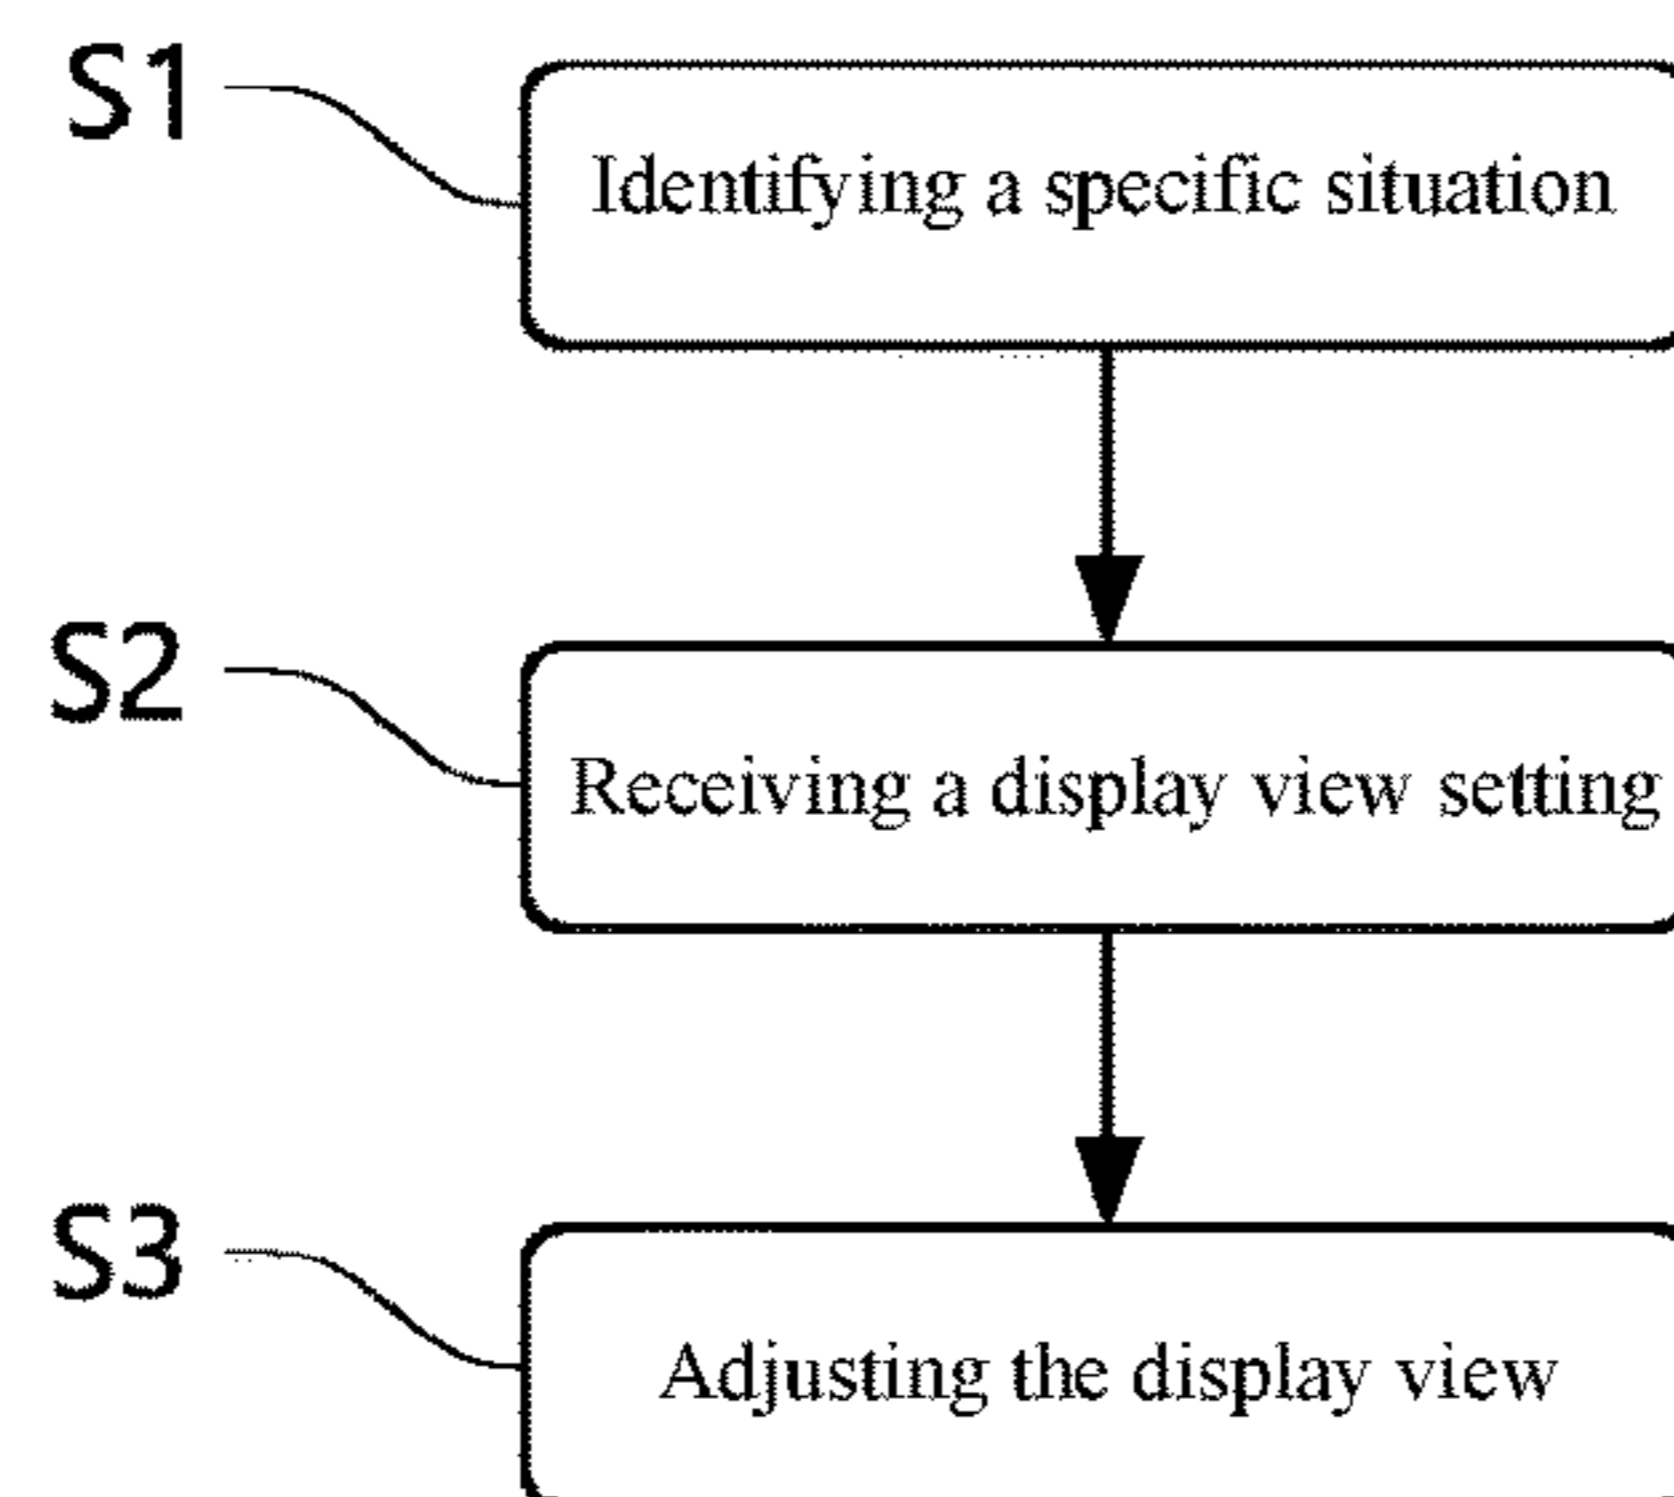 S1
Identifying a specific situation
S2
Receiving a display view setting
S3
Adjusting the display view